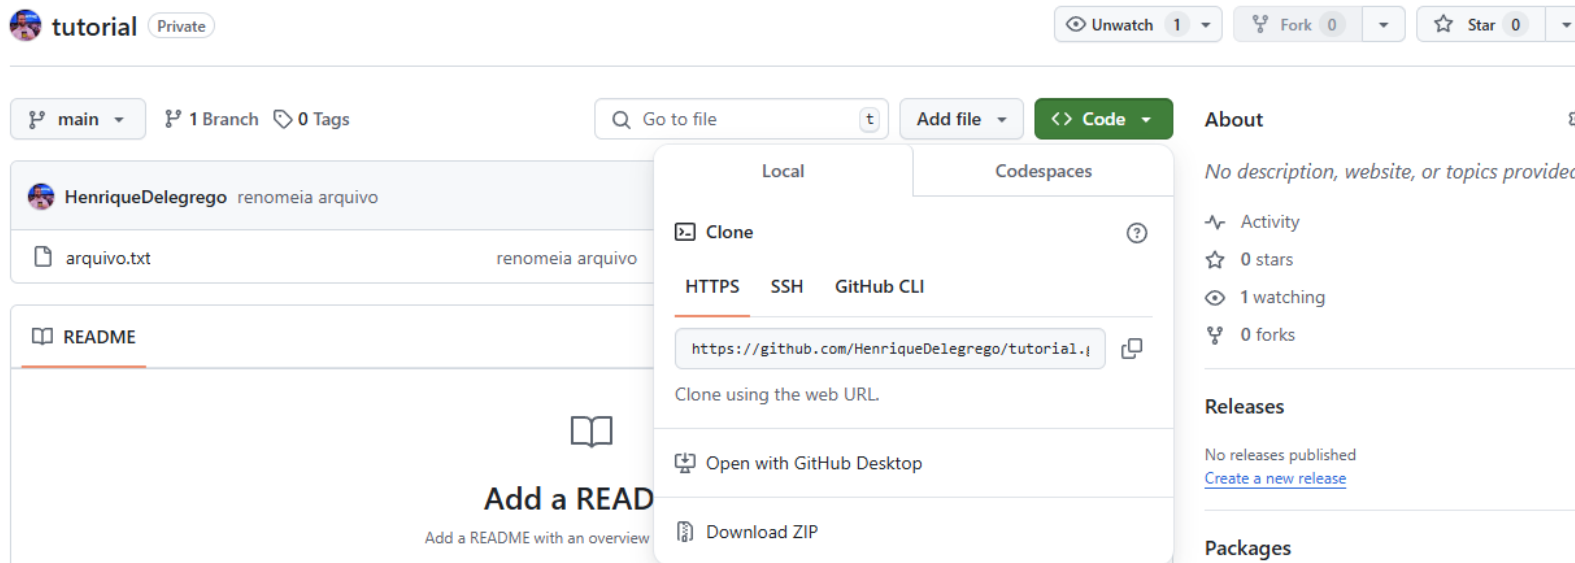 tutorial Private
Unwatch 1
Fork 0
Star 0
main
1 Branch
0 Tags
Go to file t
Add file
Code
HenriqueDelegrego renomeia arquivo
arquivo.txt renomeia arquivo
README
Add a READ
Add a README with an overview
Local Codespaces
Clone
HTTPS SSH GitHub CLI
https://github.com/HenriqueDelegrego/tutorial.g
Clone using the web URL.
Open with GitHub Desktop
Download ZIP
About
No description, website, or topics provided
Activity
0 stars
1 watching
0 forks
Releases
No releases published
Create a new release
Packages